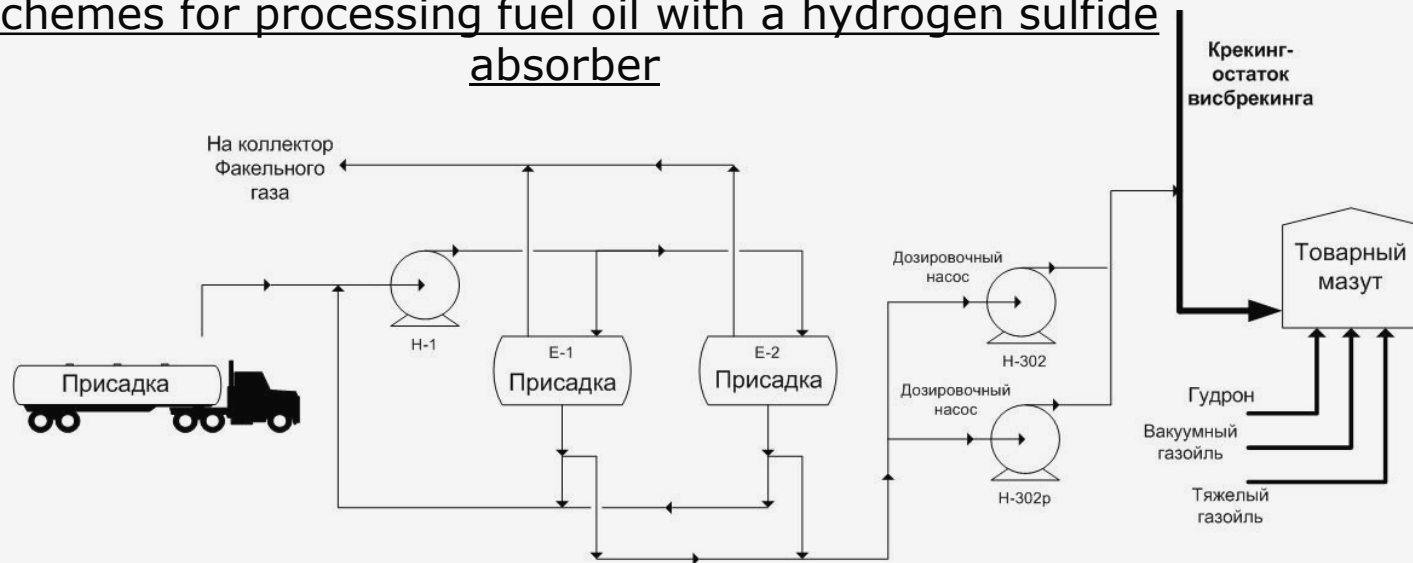 chemes for processing fuel oil with a hydrogen sulfide
absorber
Крекинг-
остаток
висбрекинга
На коллектор
Факельного
газа
Дозировочный
насос
Товарный
мазут
Н-1
Е-1
Присадка
Е-2
Присадка
Н-302
Присадка
Дозировочный
насос
Гудрон
Вакуумный
газойль
Н-302р
Тяжелый
газойль